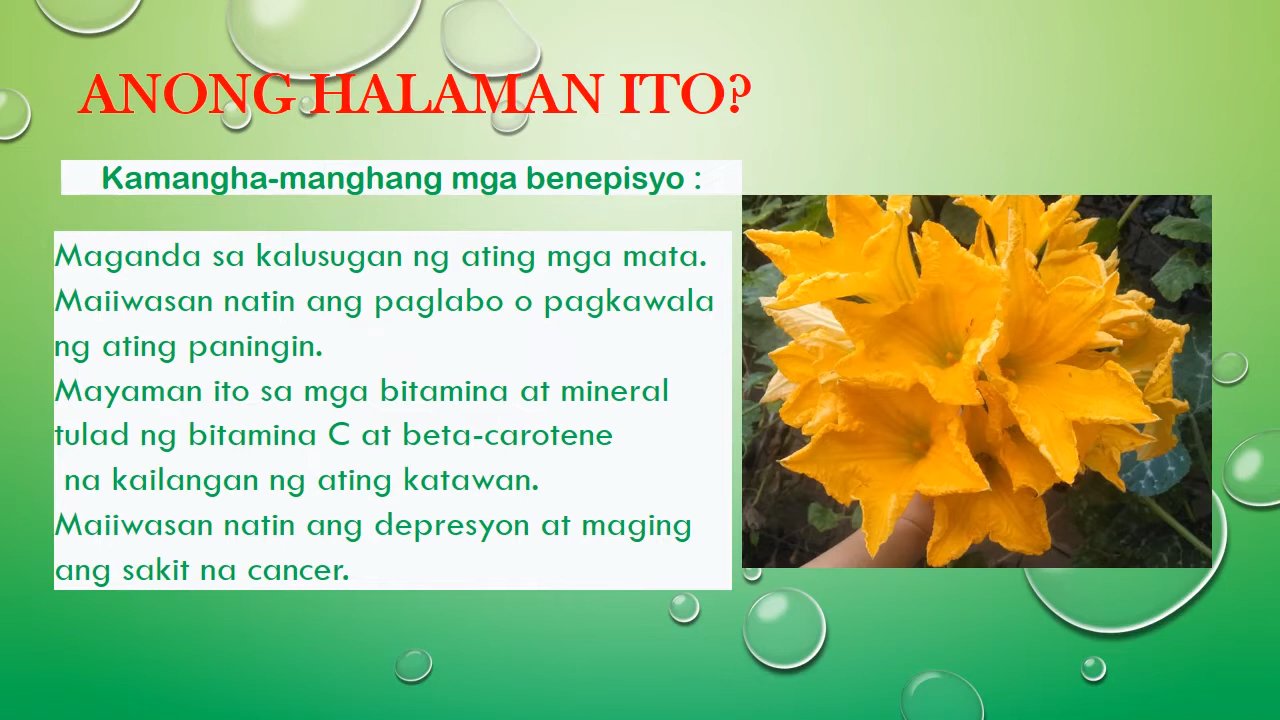 ANONG HALAMAN ITO?
Kamangha-manghang mga benepisyo :
Maganda sa kalusugan ng ating mga mata.
Maiiwasan natin ang paglabo o pagkawala
ng ating paningin.
Mayaman ito sa mga bitamina at mineral
tulad ng bitamina C at beta-carotene
na kailangan ng ating katawan.
Maiiwasan natin ang depresyon at maging
ang sakit na cancer.